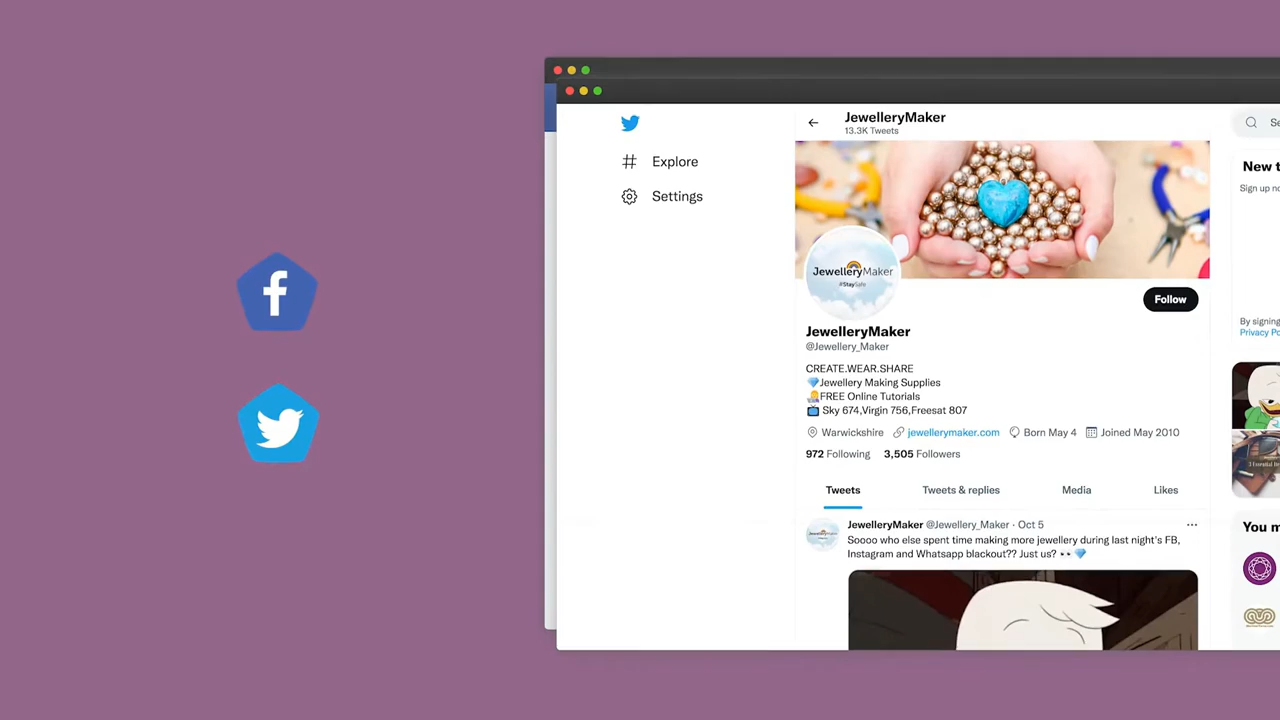 JewelleryMaker
13.3K Tweets
Explore
Settings
JewelleryMaker
#StaySafe
Follow
JewelleryMaker
@Jewellery_Maker
CREATE.WEAR.SHARE
💎Jewellery Making Supplies
👷FREE Online Tutorials
📺 Sky 674,Virgin 756,Freesat 807
Warwickshire jewellerymaker.com Born May 4 Joined May 2010
972 Following 3,505 Followers
Tweets Tweets & replies Media Likes
JewelleryMaker @Jewellery_Maker · Oct 5 ...
Soooo who else spent time making more jewellery during last night's FB,
Instagram and Whatsapp blackout?? Just us? 👀 💎
Se
New t
Sign up no
By signing
Privacy Po
You m